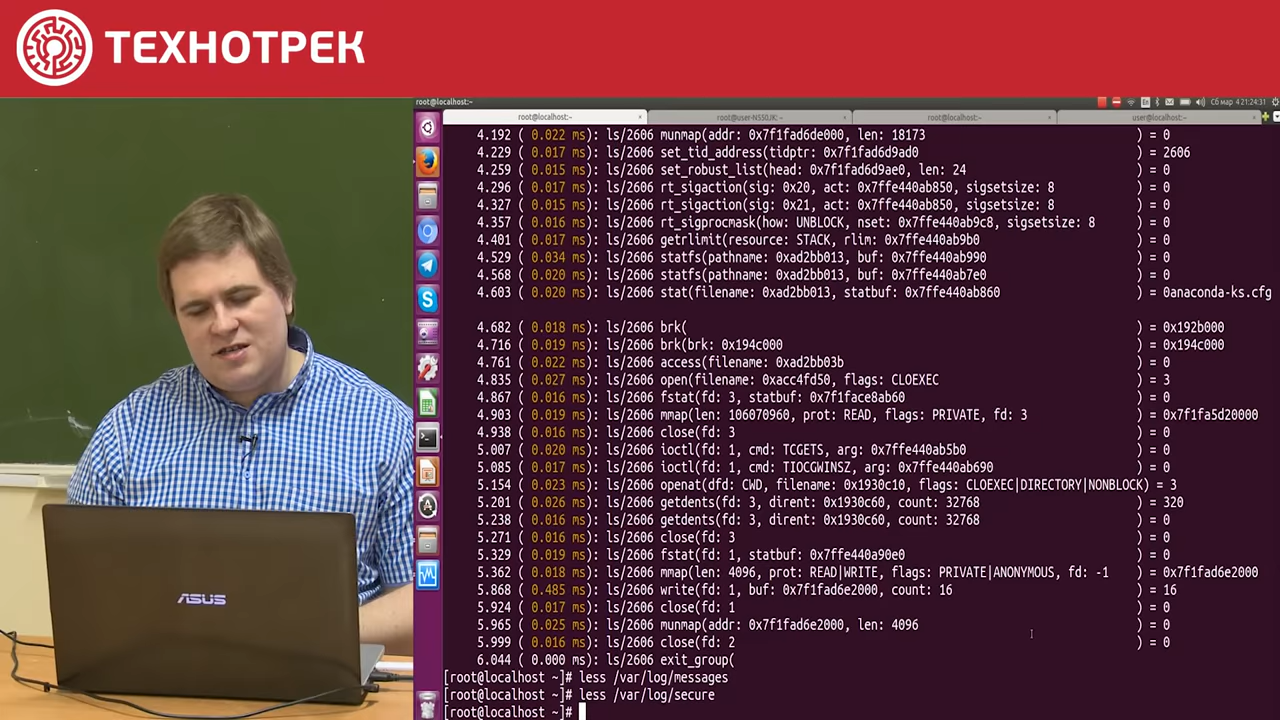 ТЕХНОТРЕК
root@localhost:~
Сб мар 4 21:24:31
root@localhost:~ × root@user-N550JK: ~ × root@localhost:~ × user@localhost:~ ×
4.192 ( 0.022 ms): ls/2606 munmap(addr: 0x7f1fad6de000, len: 18173 ) = 0
4.229 ( 0.017 ms): ls/2606 set_tid_address(tidptr: 0x7f1fad6d9ad0 ) = 2606
4.259 ( 0.015 ms): ls/2606 set_robust_list(head: 0x7f1fad6d9ae0, len: 24 ) = 0
4.296 ( 0.017 ms): ls/2606 rt_sigaction(sig: 0x20, act: 0x7ffe440ab850, sigsetsize: 8 ) = 0
4.327 ( 0.015 ms): ls/2606 rt_sigaction(sig: 0x21, act: 0x7ffe440ab850, sigsetsize: 8 ) = 0
4.357 ( 0.016 ms): ls/2606 rt_sigprocmask(how: UNBLOCK, nset: 0x7ffe440ab9c8, sigsetsize: 8 ) = 0
4.401 ( 0.017 ms): ls/2606 getrlimit(resource: STACK, rlim: 0x7ffe440ab9b0 ) = 0
4.529 ( 0.034 ms): ls/2606 statfs(pathname: 0xad2bb013, buf: 0x7ffe440ab990 ) = 0
4.568 ( 0.020 ms): ls/2606 statfs(pathname: 0xad2bb013, buf: 0x7ffe440ab7e0 ) = 0
4.603 ( 0.020 ms): ls/2606 stat(filename: 0xad2bb013, statbuf: 0x7ffe440ab860 ) = 0anaconda-ks.cfg
4.682 ( 0.018 ms): ls/2606 brk( ) = 0x192b000
4.716 ( 0.019 ms): ls/2606 brk(brk: 0x194c000 ) = 0x194c000
4.761 ( 0.022 ms): ls/2606 access(filename: 0xad2bb03b ) = 0
4.835 ( 0.027 ms): ls/2606 open(filename: 0xacc4fd50, flags: CLOEXEC ) = 3
4.867 ( 0.016 ms): ls/2606 fstat(fd: 3, statbuf: 0x7f1face8ab60 ) = 0
4.903 ( 0.019 ms): ls/2606 mmap(len: 106070960, prot: READ, flags: PRIVATE, fd: 3 ) = 0x7f1fa5d20000
4.938 ( 0.016 ms): ls/2606 close(fd: 3 ) = 0
5.007 ( 0.020 ms): ls/2606 ioctl(fd: 1, cmd: TCGETS, arg: 0x7ffe440ab5b0 ) = 0
5.085 ( 0.017 ms): ls/2606 ioctl(fd: 1, cmd: TIOCGWINSZ, arg: 0x7ffe440ab690 ) = 0
5.154 ( 0.023 ms): ls/2606 openat(dfd: CWD, filename: 0x1930c10, flags: CLOEXEC|DIRECTORY|NONBLOCK) = 3
5.201 ( 0.026 ms): ls/2606 getdents(fd: 3, dirent: 0x1930c60, count: 32768 ) = 320
5.238 ( 0.016 ms): ls/2606 getdents(fd: 3, dirent: 0x1930c60, count: 32768 ) = 0
5.271 ( 0.016 ms): ls/2606 close(fd: 3 ) = 0
5.329 ( 0.019 ms): ls/2606 fstat(fd: 1, statbuf: 0x7ffe440a90e0 ) = 0
5.362 ( 0.018 ms): ls/2606 mmap(len: 4096, prot: READ|WRITE, flags: PRIVATE|ANONYMOUS, fd: -1 ) = 0x7f1fad6e2000
5.868 ( 0.485 ms): ls/2606 write(fd: 1, buf: 0x7f1fad6e2000, count: 16 ) = 16
5.924 ( 0.017 ms): ls/2606 close(fd: 1 ) = 0
5.965 ( 0.025 ms): ls/2606 munmap(addr: 0x7f1fad6e2000, len: 4096 ) = 0
5.999 ( 0.016 ms): ls/2606 close(fd: 2 ) = 0
6.044 ( 0.000 ms): ls/2606 exit_group(
[root@localhost ~]# less /var/log/messages
[root@localhost ~]# less /var/log/secure
[root@localhost ~]#
ASUS